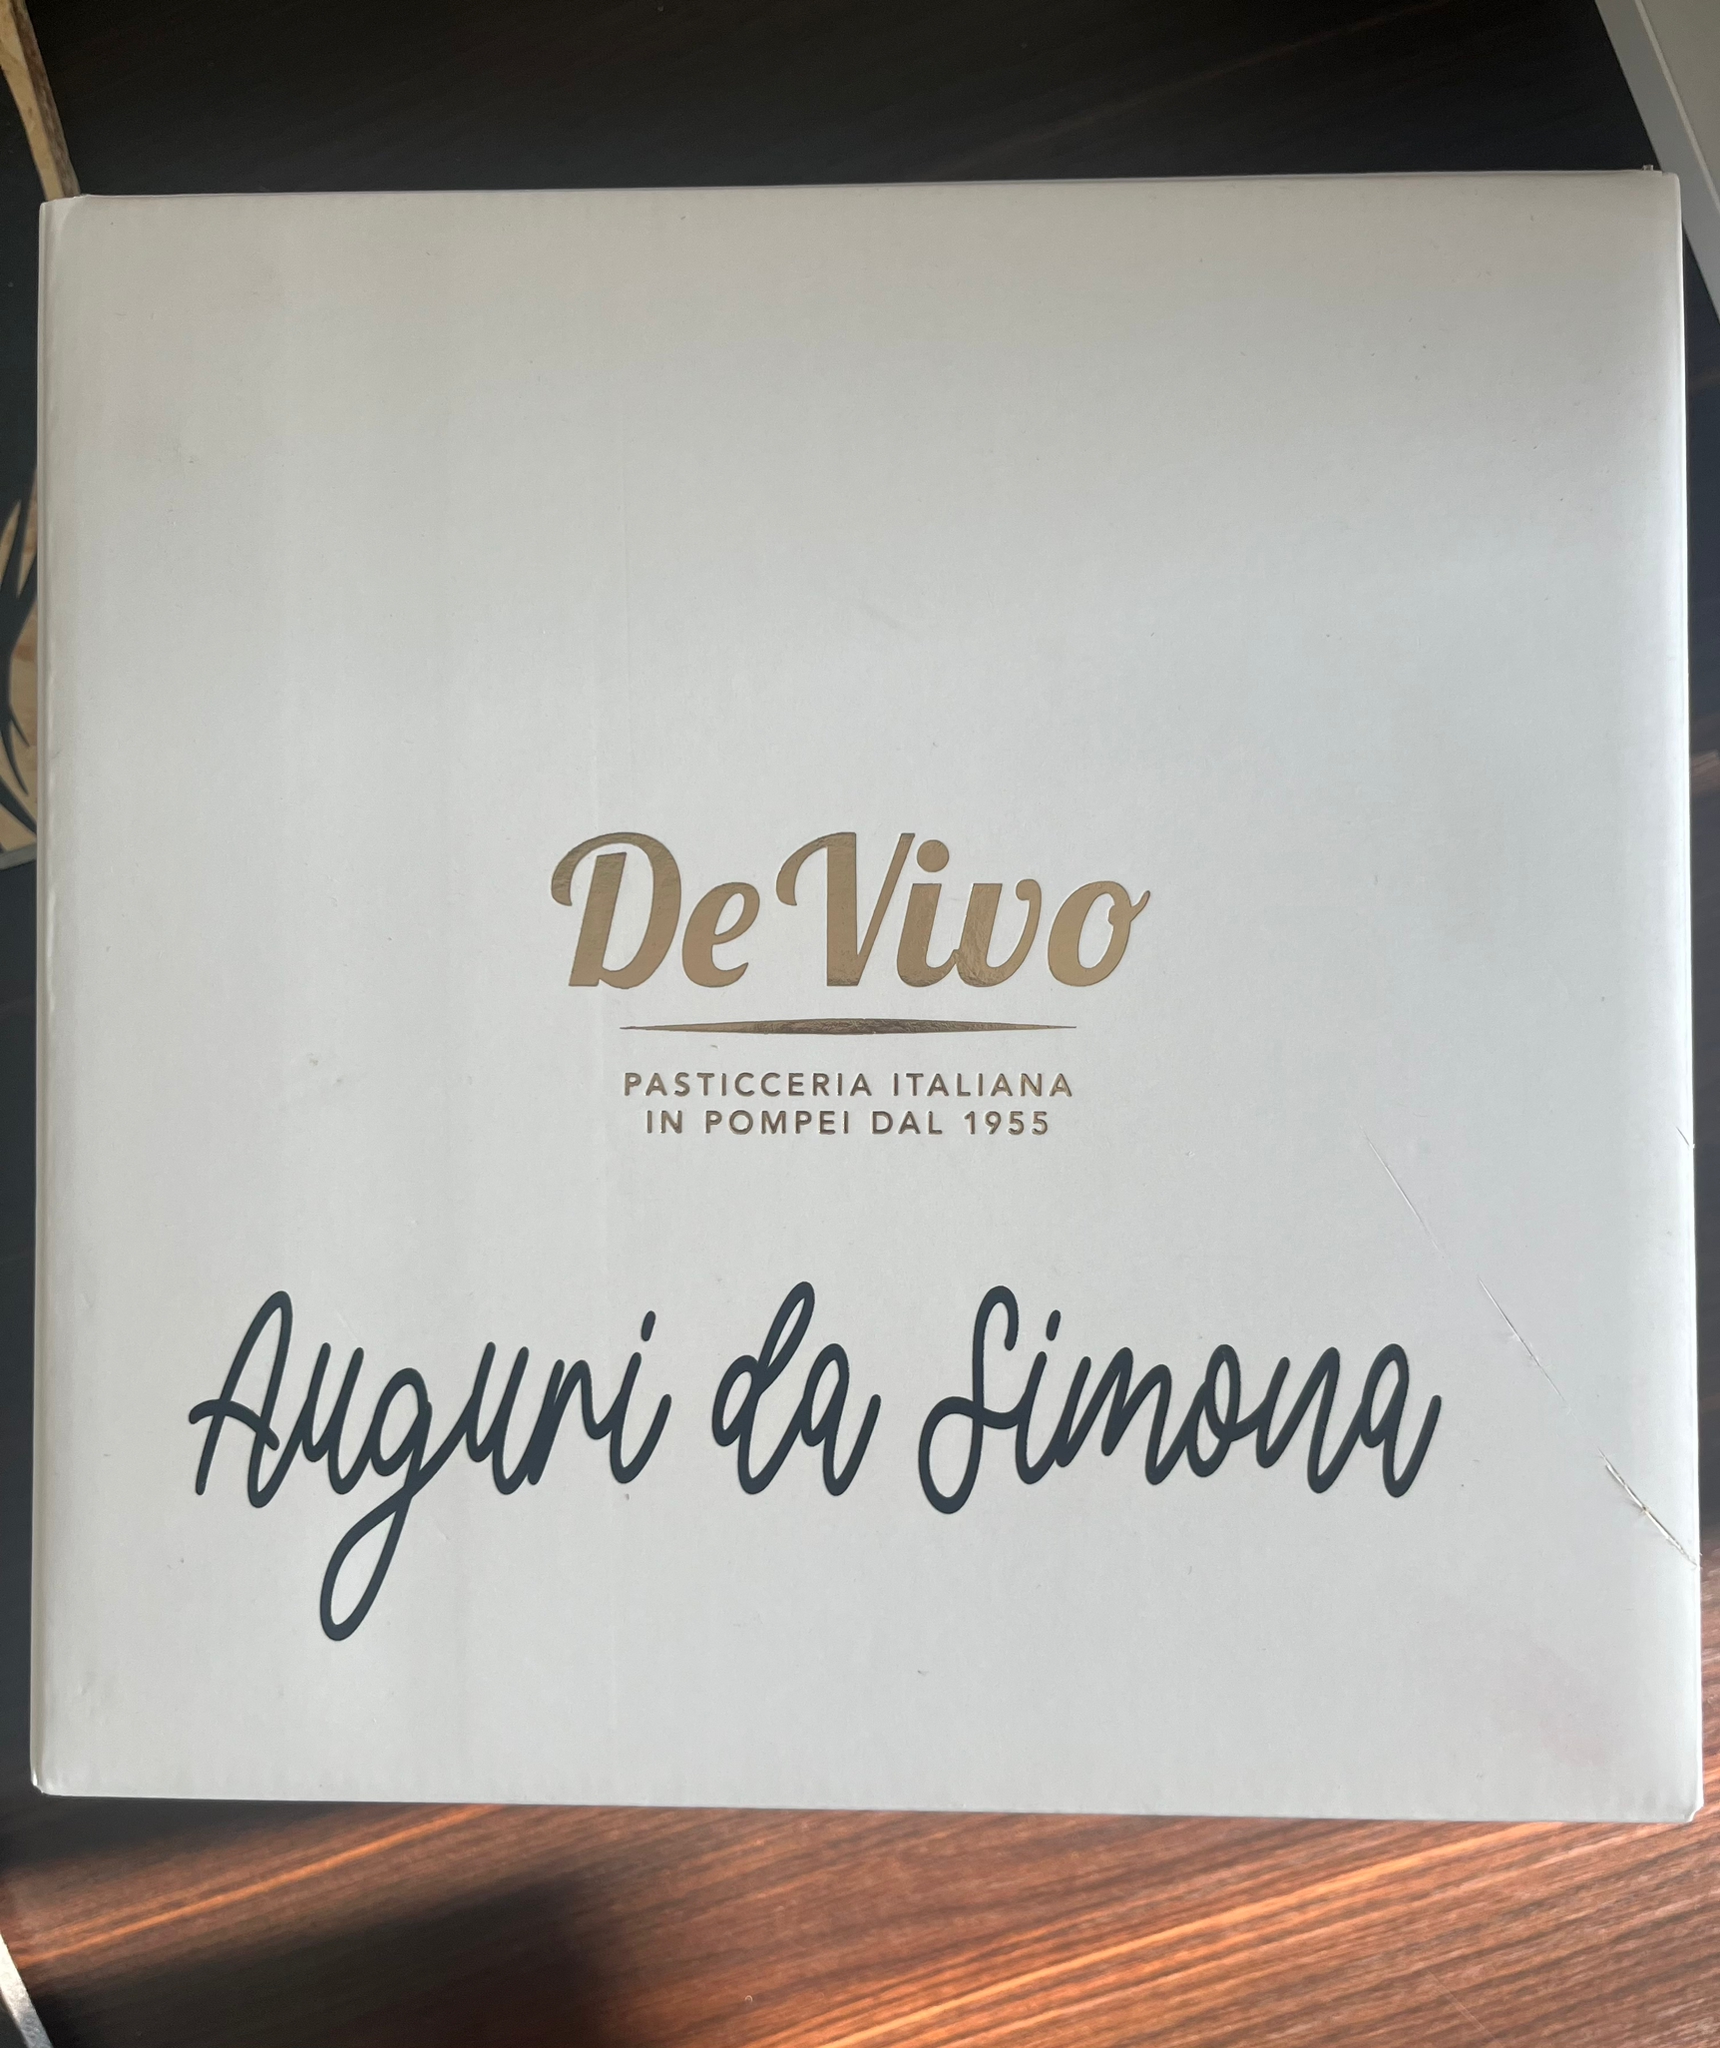 De Vivo
PASTICCERIA ITALIANA
IN POMPEI DAL 1955
Auguri da Simona